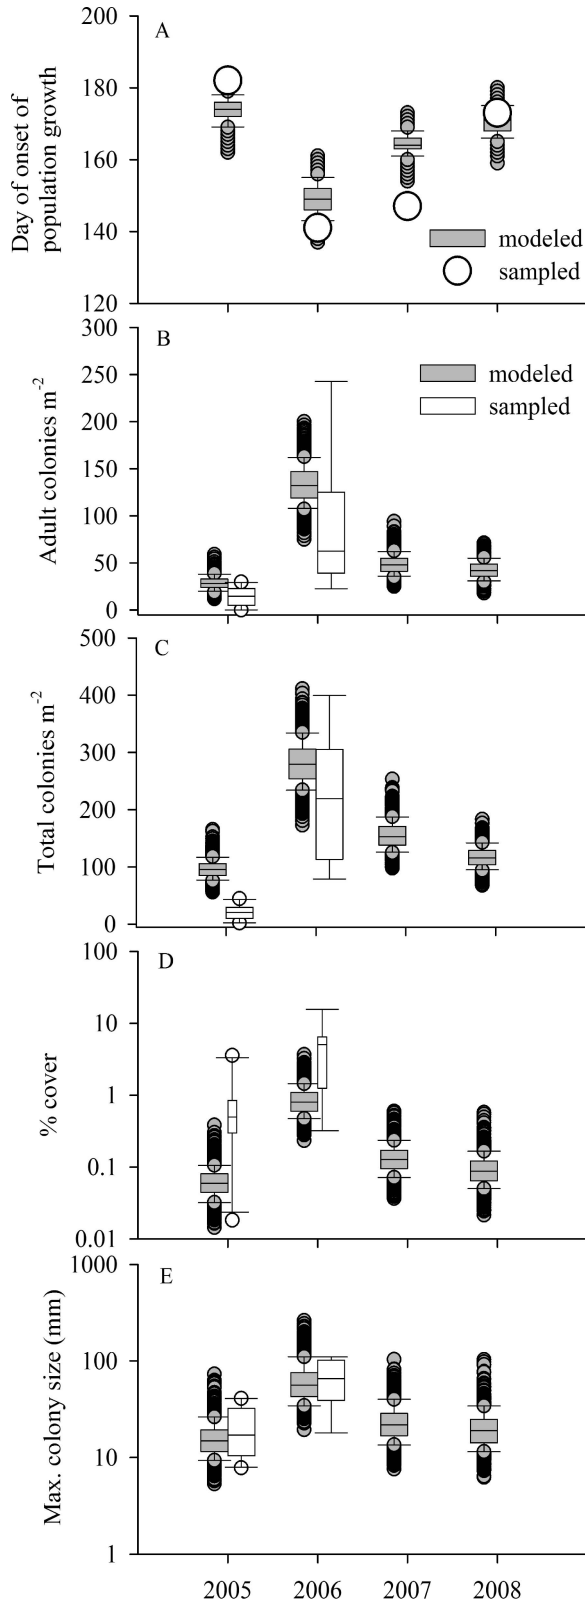 A
Day of onset of
population growth
200
180
160
140
120
modeled
sampled
B
Adult colonies m-2
300
250
200
150
100
50
0
modeled
sampled
C
Total colonies m-2
500
400
300
200
100
0
D
% cover
100
10
1
0.1
0.01
E
Max. colony size (mm)
1000
100
10
1
2005 2006 2007 2008